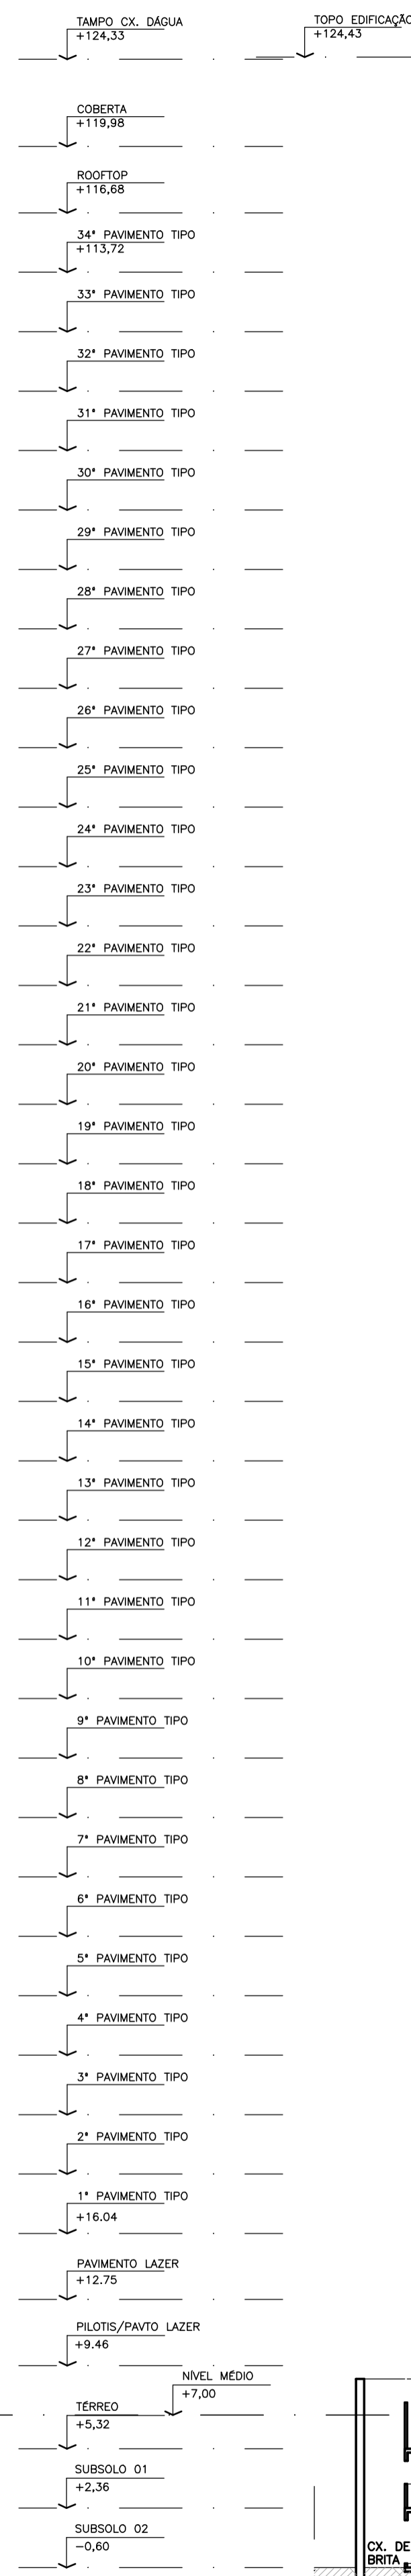 TAMPO CX. DÁGUA
+124,33
TOPO EDIFICAÇÃO
+124,43
COBERTA
+119,98
ROOFTOP
+116,68
34° PAVIMENTO TIPO
+113,72
33° PAVIMENTO TIPO
32° PAVIMENTO TIPO
31° PAVIMENTO TIPO
30° PAVIMENTO TIPO
29° PAVIMENTO TIPO
28° PAVIMENTO TIPO
27° PAVIMENTO TIPO
26° PAVIMENTO TIPO
25° PAVIMENTO TIPO
24° PAVIMENTO TIPO
23° PAVIMENTO TIPO
22° PAVIMENTO TIPO
21° PAVIMENTO TIPO
20° PAVIMENTO TIPO
19° PAVIMENTO TIPO
18° PAVIMENTO TIPO
17° PAVIMENTO TIPO
16° PAVIMENTO TIPO
15° PAVIMENTO TIPO
14° PAVIMENTO TIPO
13° PAVIMENTO TIPO
12° PAVIMENTO TIPO
11° PAVIMENTO TIPO
10° PAVIMENTO TIPO
9° PAVIMENTO TIPO
8° PAVIMENTO TIPO
7° PAVIMENTO TIPO
6° PAVIMENTO TIPO
5° PAVIMENTO TIPO
4° PAVIMENTO TIPO
3° PAVIMENTO TIPO
2° PAVIMENTO TIPO
1° PAVIMENTO TIPO
+16.04
PAVIMENTO LAZER
+12.75
PILOTIS/PAVTO LAZER
+9.46
NÍVEL MÉDIO
+7,00
TÉRREO
+5,32
SUBSOLO 01
+2,36
SUBSOLO 02
-0,60
CX. DE
BRITA